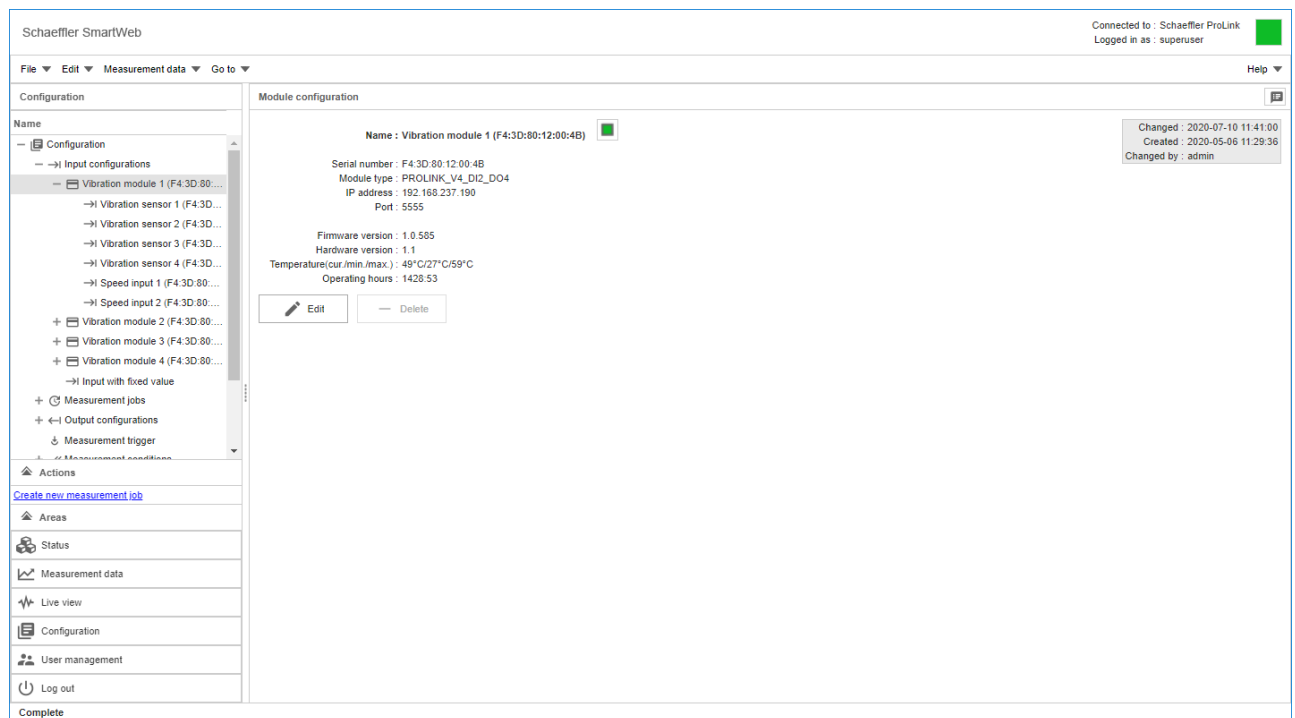 Schaeffler SmartWeb
Connected to : Schaeffler ProLink
Logged in as : superuser
File Edit Measurement data Go to
Help
Configuration
Name
Configuration
Input configurations
Vibration module 1 (F4:3D:80:...
Vibration sensor 1 (F4:3D...
Vibration sensor 2 (F4:3D...
Vibration sensor 3 (F4:3D...
Vibration sensor 4 (F4:3D...
Speed input 1 (F4:3D:80:...
Speed input 2 (F4:3D:80:...
Vibration module 2 (F4:3D:80:...
Vibration module 3 (F4:3D:80:...
Vibration module 4 (F4:3D:80:...
Input with fixed value
Measurement jobs
Output configurations
Measurement trigger
Measurement conditions
Actions
Create new measurement job
Areas
Status
Measurement data
Live view
Configuration
User management
Log out
Module configuration
Name : Vibration module 1 (F4:3D:80:12:00:4B)
Serial number : F4:3D:80:12:00:4B
Module type : PROLINK_V4_DI2_DO4
IP address : 192.168.237.190
Port : 5555
Firmware version : 1.0.585
Hardware version : 1.1
Temperature(cur./min./max.) : 49°C/27°C/59°C
Operating hours : 1428:53
Edit
Delete
Changed : 2020-07-10 11:41:00
Created : 2020-05-06 11:29:36
Changed by : admin
Complete